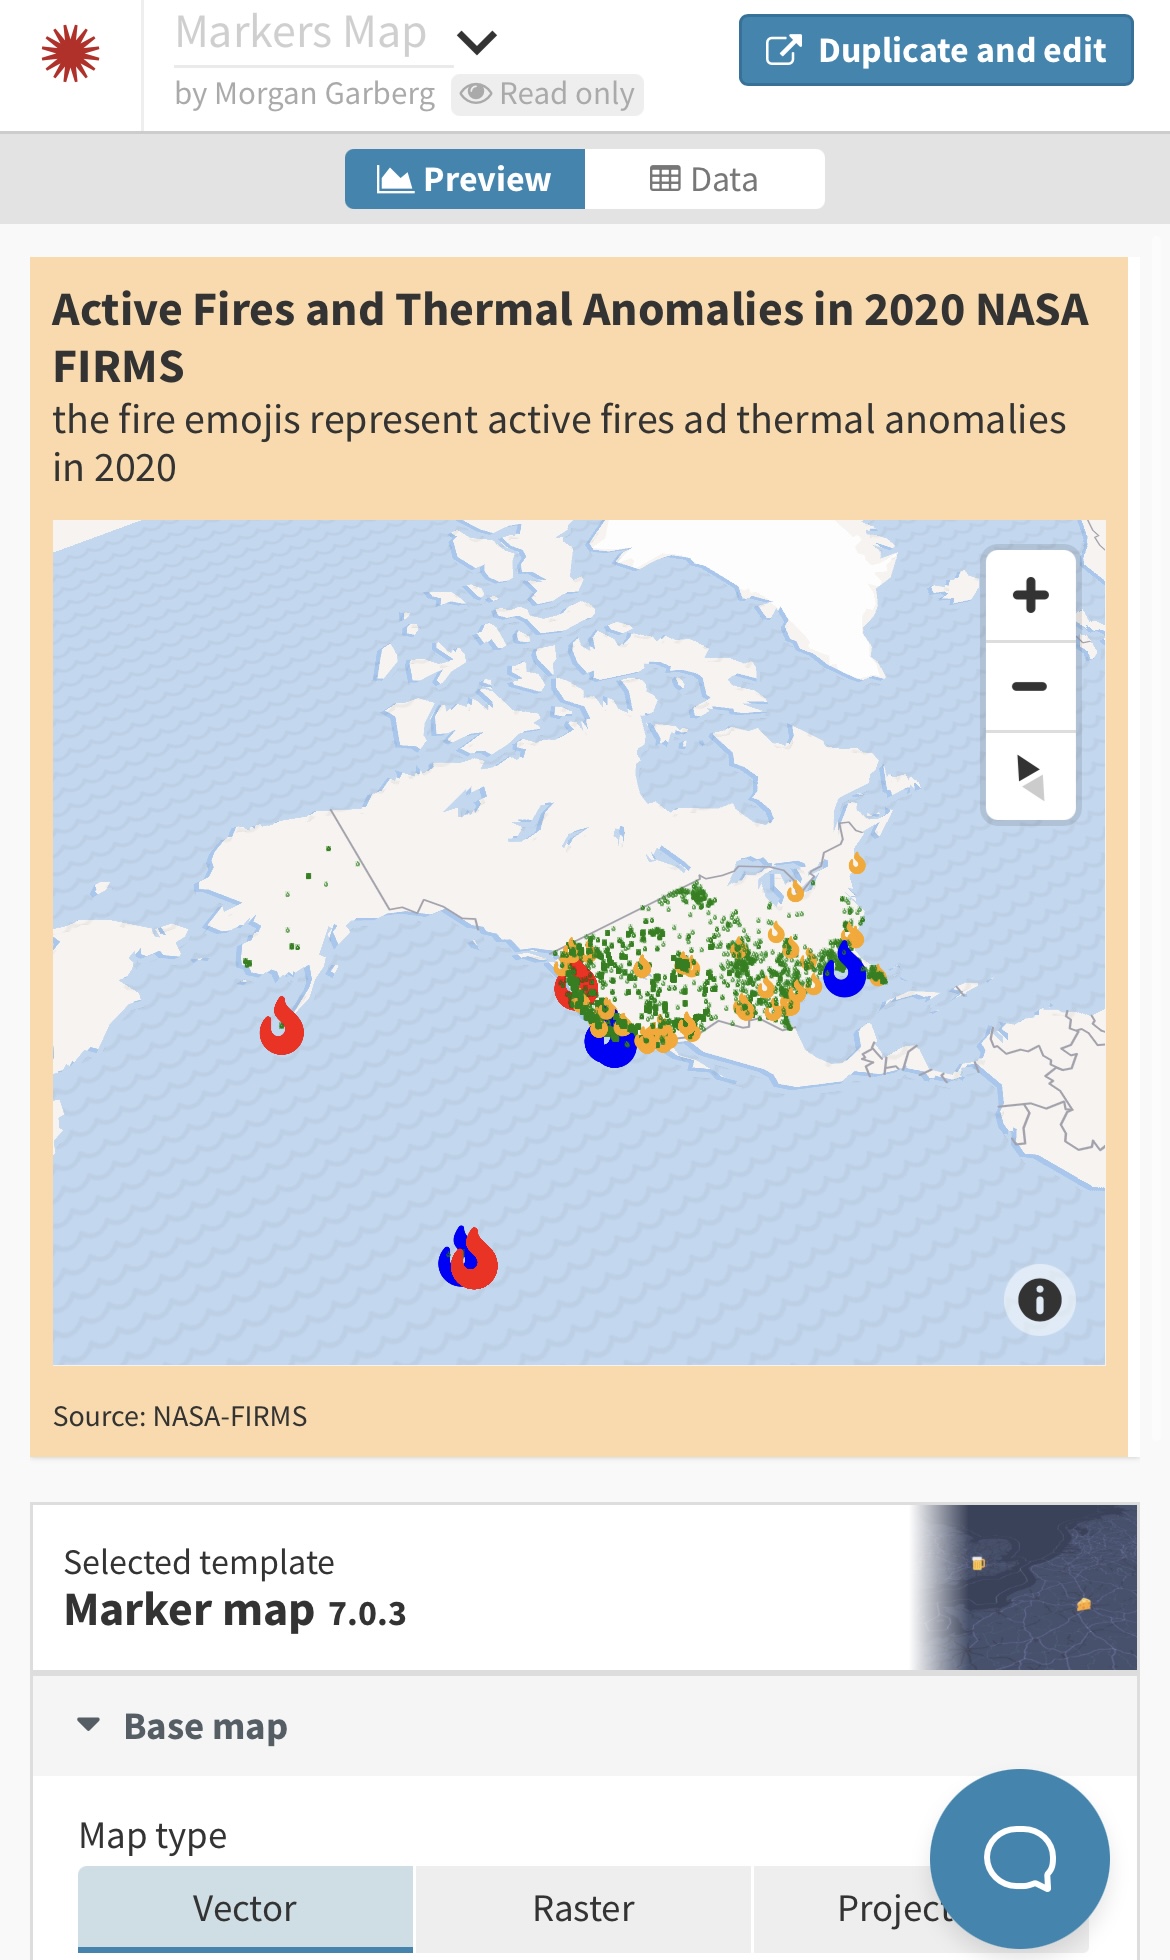 Markers Map
by Morgan Garberg
Read only
Duplicate and edit
Preview
Data
Active Fires and Thermal Anomalies in 2020 NASA
FIRMS
the fire emojis represent active fires ad thermal anomalies
in 2020
Source: NASA-FIRMS
Selected template
Marker map 7.0.3
Base map
Map type
Vector
Raster
Project